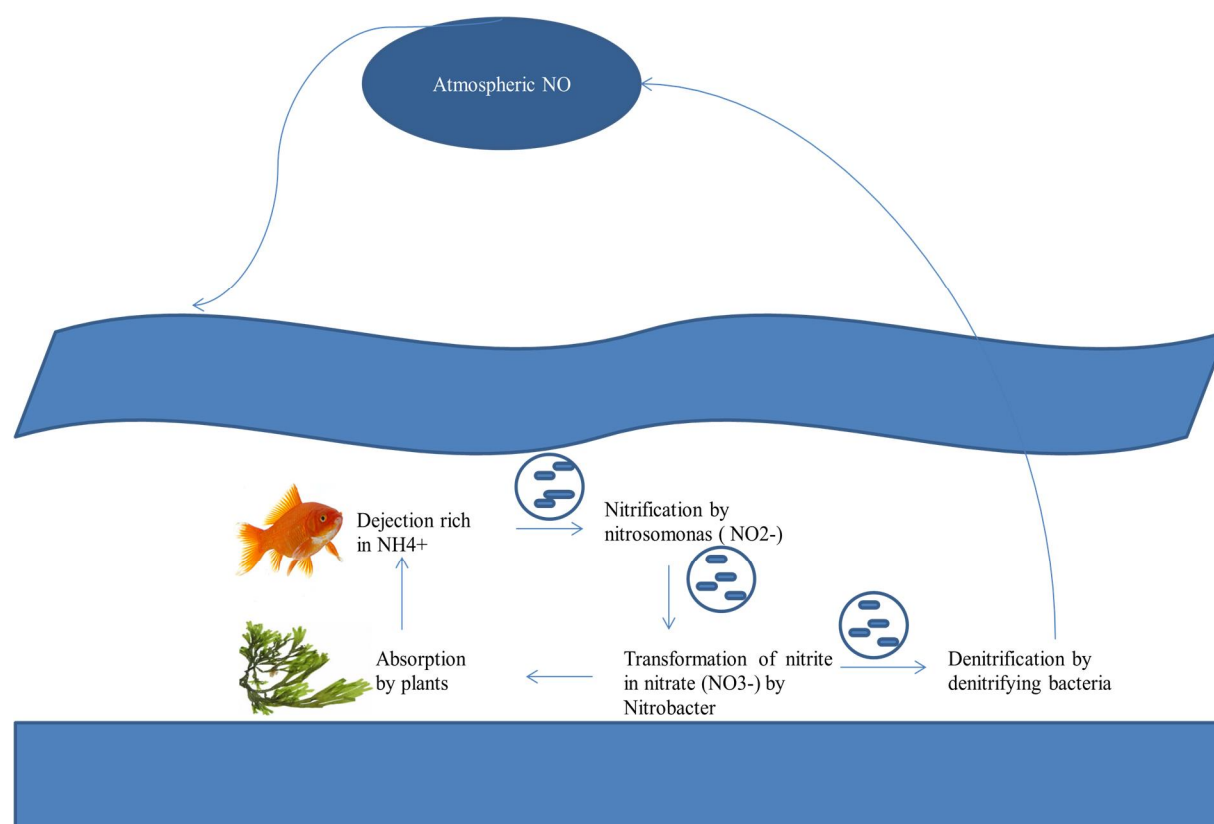 Atmospheric NO
Dejection rich
in NH4+
Nitrification by
nitrosomonas ( NO2-)
Absorption
by plants
Transformation of nitrite
in nitrate (NO3-) by
Nitrobacter
Denitrification by
denitrifying bacteria